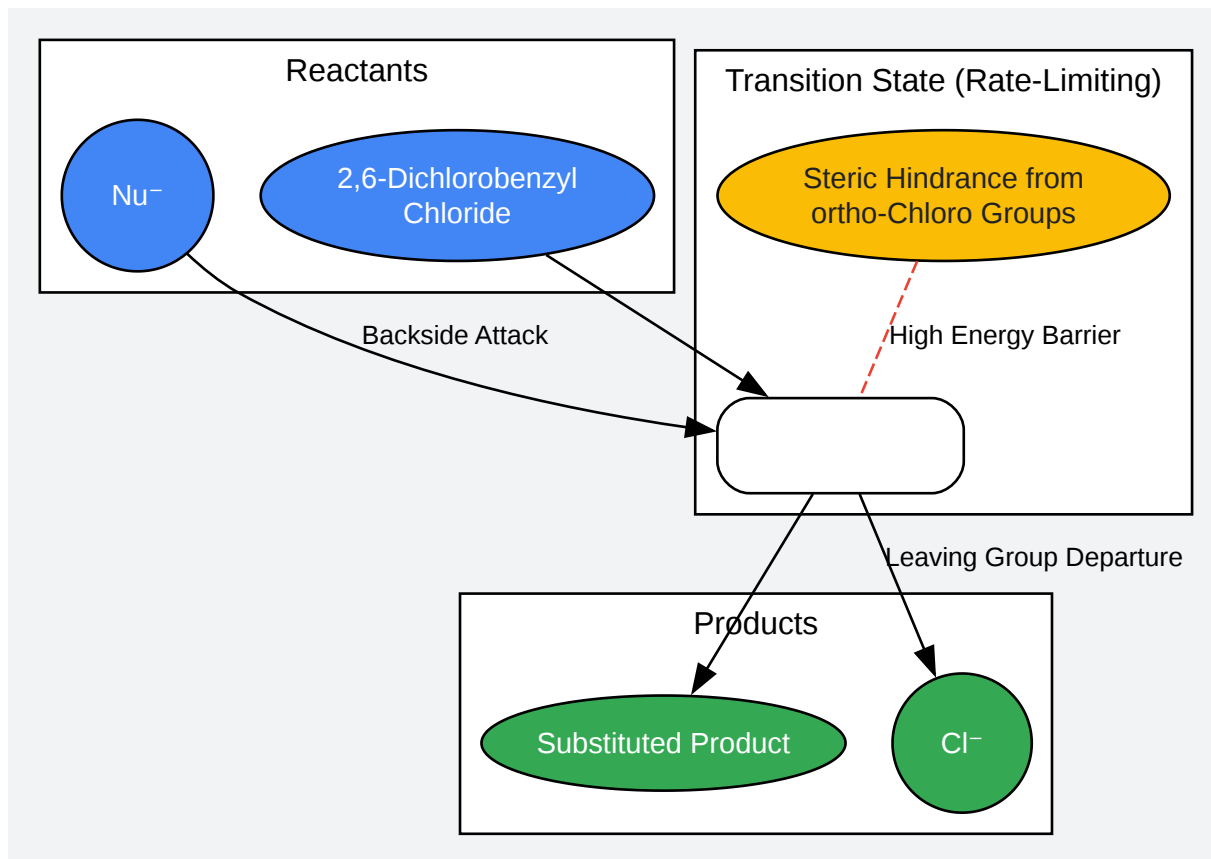 Reactants
Nu⁻
2,6-Dichlorobenzyl
Chloride
Transition State (Rate-Limiting)
Steric Hindrance from
ortho-Chloro Groups
Backside Attack
High Energy Barrier
Leaving Group Departure
Products
Substituted Product
Cl⁻